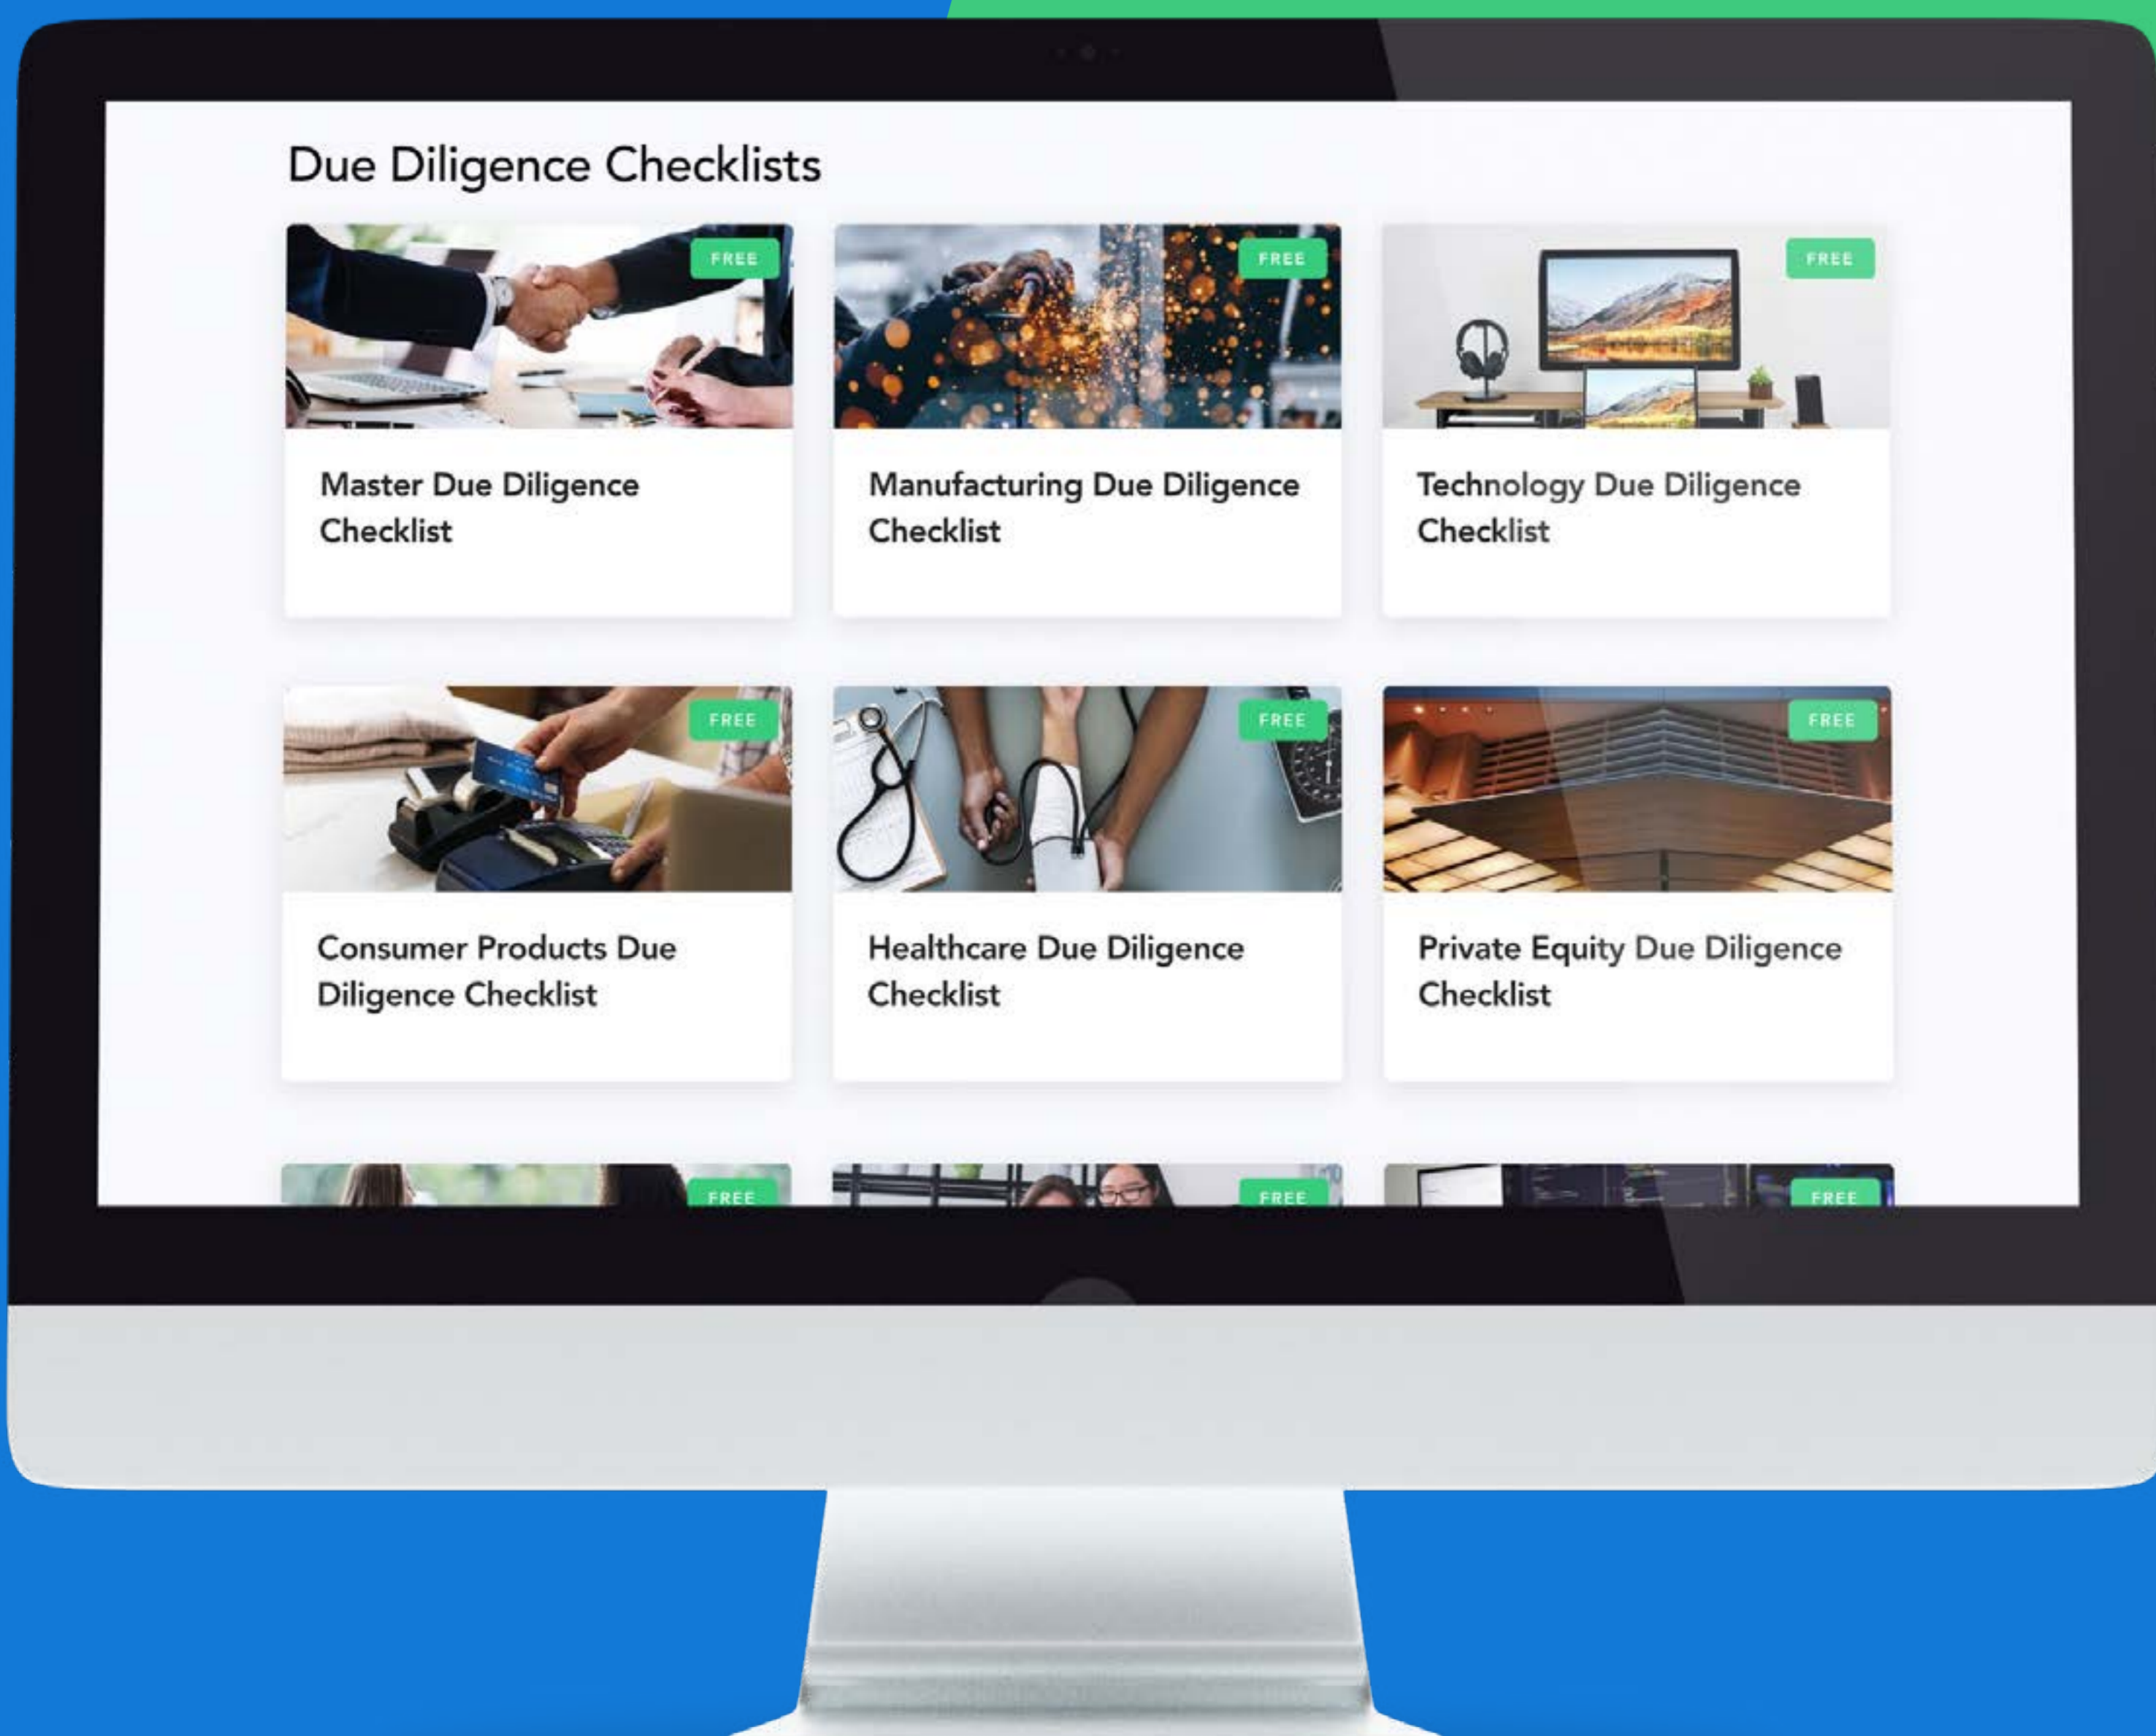 Due Diligence Checklists
FREE
FREE
FREE
Master Due Diligence
Checklist
Manufacturing Due Diligence
Checklist
Technology Due Diligence
Checklist
FREE
FREE
FREE
Consumer Products Due
Diligence Checklist
Healthcare Due Diligence
Checklist
Private Equity Due Diligence
Checklist
FREE
FREE
FREE